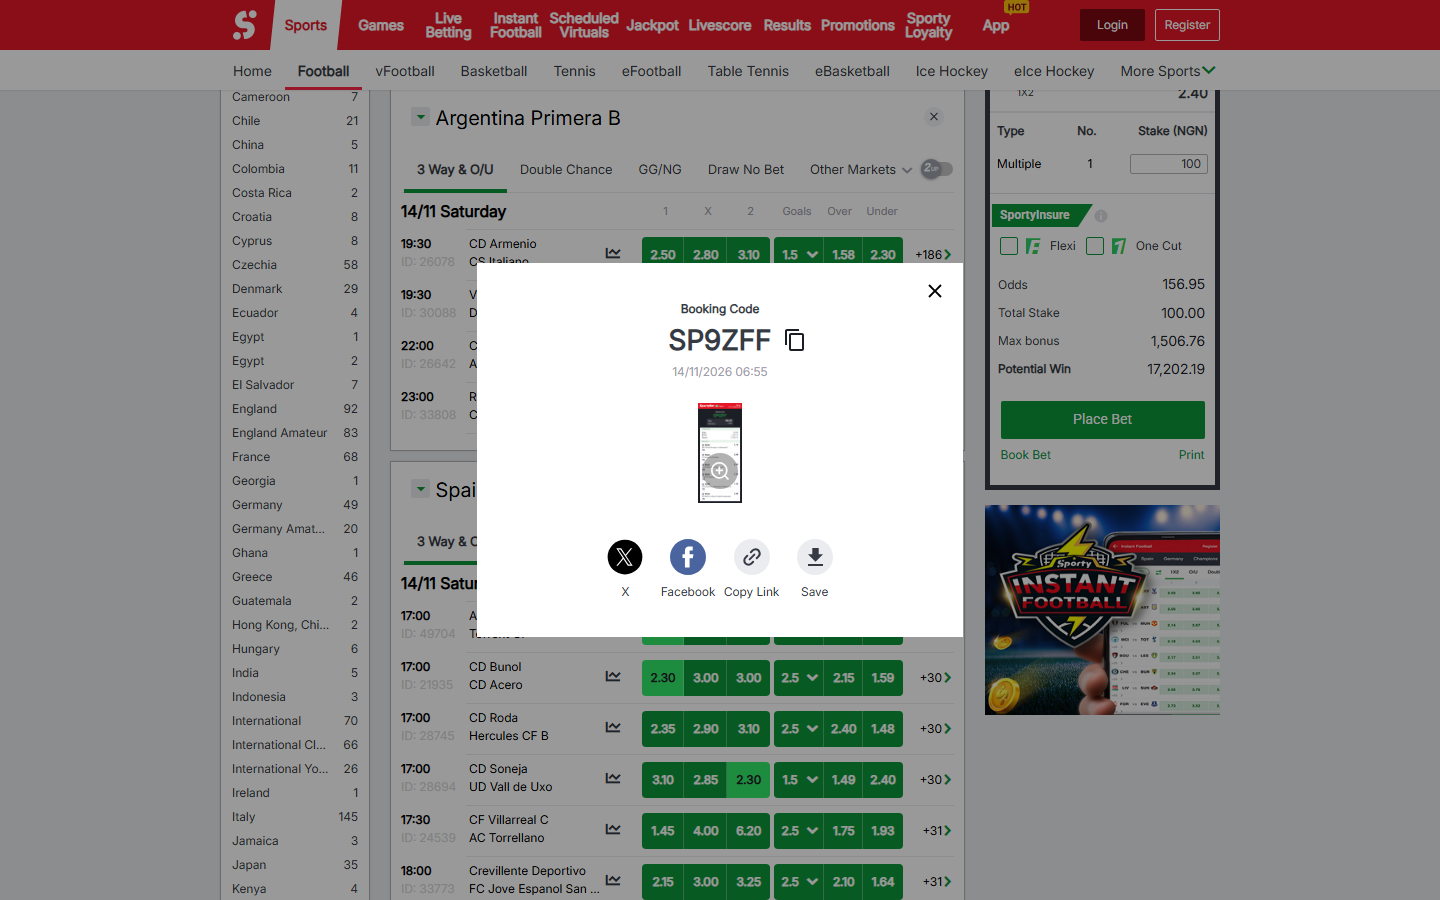 Sports
Games
Live Betting
Instant Football
Scheduled Virtuals
Jackpot
Livescore
Results
Promotions
Sporty Loyalty
App
HOT
Login
Register
Home
Football
vFootball
Basketball
Tennis
eFootball
Table Tennis
eBasketball
Ice Hockey
eIce Hockey
More Sports
Cameroon 7
Chile 21
China 5
Colombia 11
Costa Rica 2
Croatia 8
Cyprus 8
Czechia 58
Denmark 29
Ecuador 4
Egypt 1
Egypt 2
El Salvador 7
England 92
England Amateur 83
France 68
Georgia 1
Germany 49
Germany Amat... 20
Ghana 1
Greece 46
Guatemala 2
Hong Kong, Chi... 2
Hungary 6
India 5
Indonesia 3
International 70
International Cl... 66
International Yo... 26
Ireland 1
Italy 145
Jamaica 3
Japan 35
Kenya 4
Argentina Primera B
3 Way & O/U
Double Chance
GG/NG
Draw No Bet
Other Markets
2UP
14/11 Saturday 1 X 2 Goals Over Under
19:30 CD Armenio
ID: 26078 CS Italiano
2.50 2.80 3.10 1.5 1.58 2.30 +186
19:30 V
ID: 30088 D
22:00 C
ID: 26642 A
23:00 R
ID: 33808 C
Spai
3 Way & O
14/11 Satur
17:00 A
ID: 49704
17:00 CD Bunol
ID: 21935 CD Acero
2.30 3.00 3.00 2.5 2.15 1.59 +30
17:00 CD Roda
ID: 28745 Hercules CF B
2.35 2.90 3.10 2.5 2.40 1.48 +30
17:00 CD Soneja
ID: 28694 UD Vall de Uxo
3.10 2.85 2.30 1.5 1.49 2.40 +30
17:30 CF Villarreal C
ID: 24539 AC Torrellano
1.45 4.00 6.20 2.5 1.75 1.93 +31
18:00 Crevillente Deportivo
ID: 33773 FC Jove Espanol San ...
2.15 3.00 3.25 2.5 2.10 1.64 +31
Booking Code
SP9ZFF
14/11/2026 06:55
X
Facebook
Copy Link
Save
1X2 2.40
Type No. Stake (NGN)
Multiple 1 100
SportyInsure
Flexi
One Cut
Odds 156.95
Total Stake 100.00
Max bonus 1,506.76
Potential Win 17,202.19
Place Bet
Book Bet
Print
Sporty
INSTANT
FOOTBALL